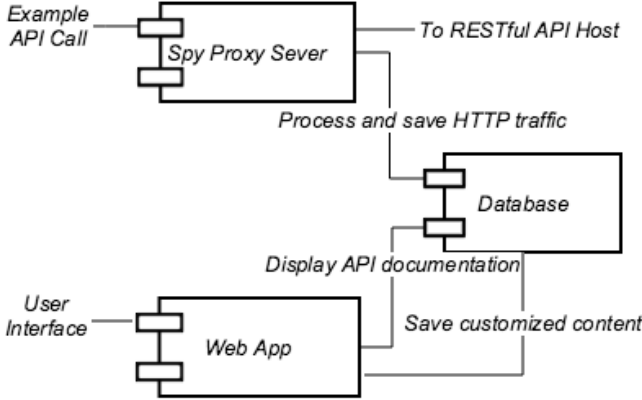 Example
API Call
Spy Proxy Sever
To RESTful API Host
Process and save HTTP traffic
Database
Display API documentation
User
Interface
Web App
Save customized content